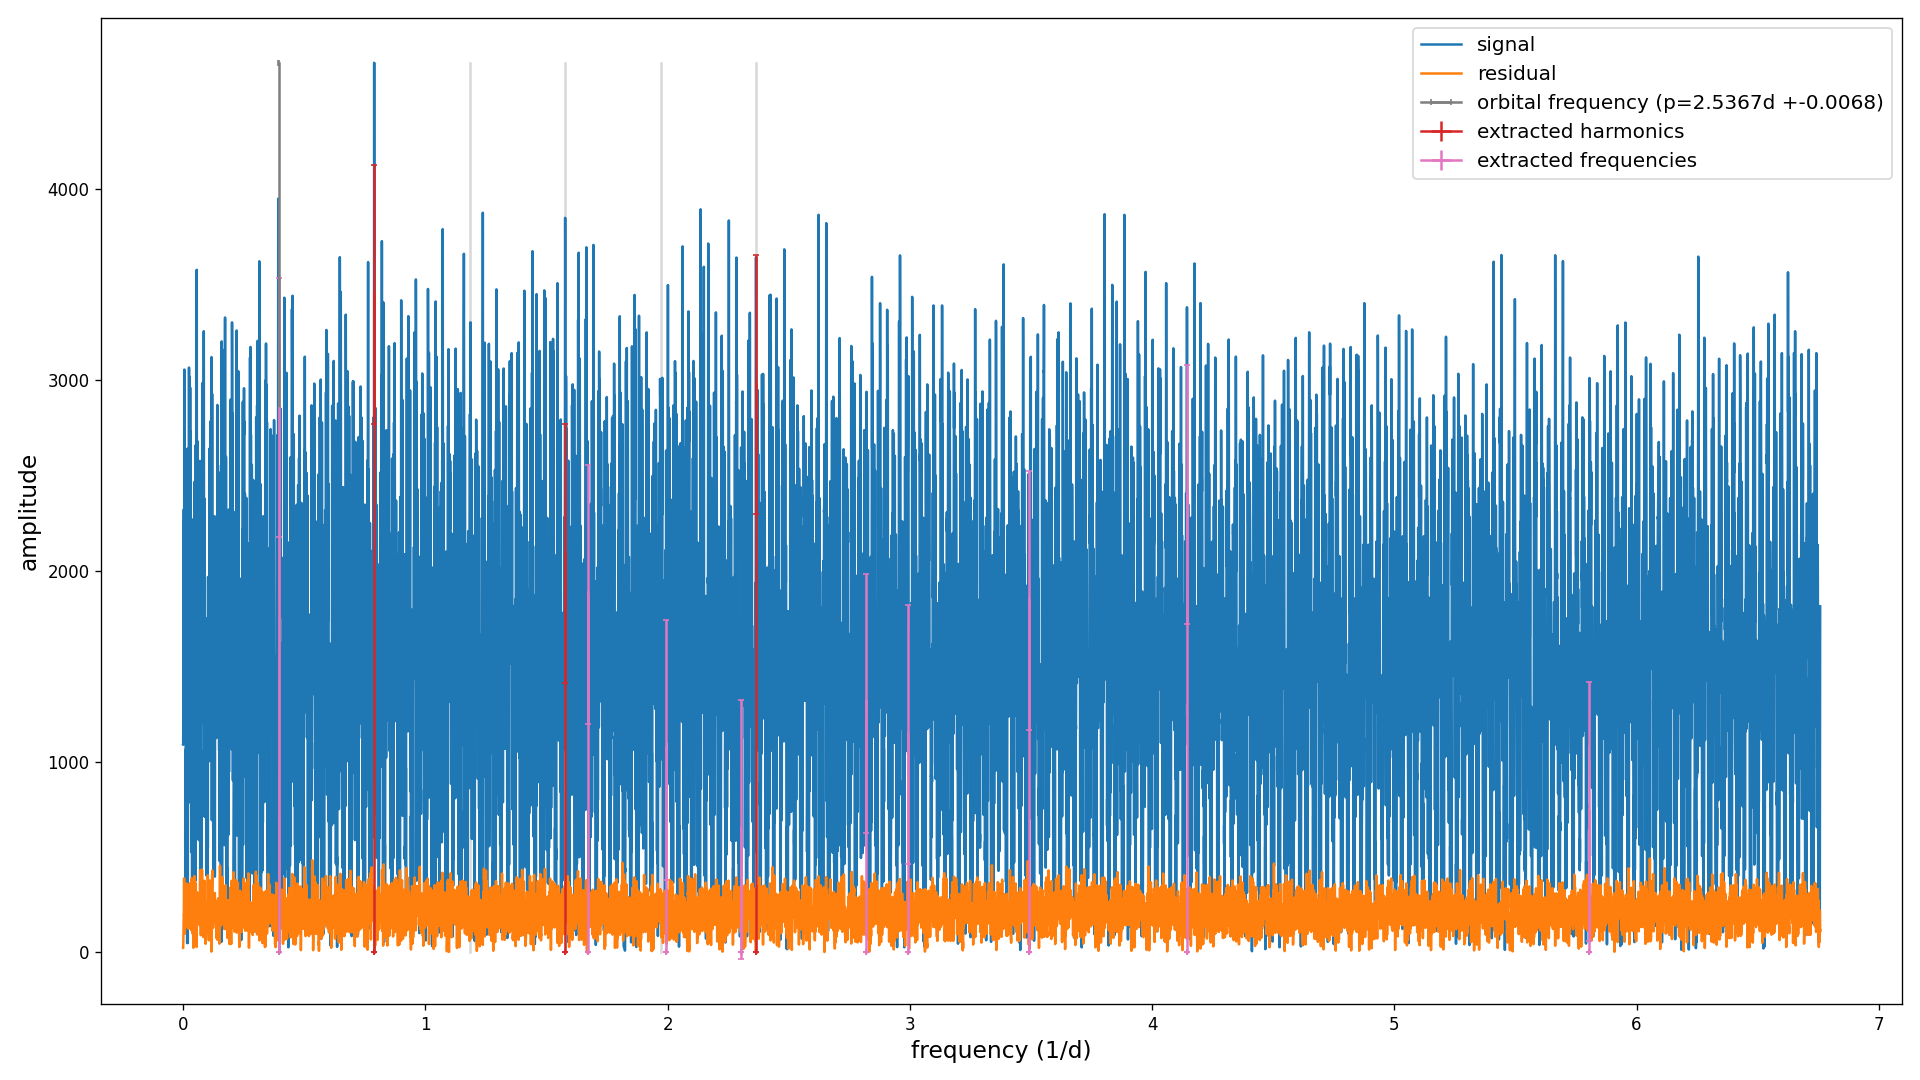 signal
residual
orbital frequency (p=2.5367d +-0.0068)
extracted harmonics
extracted frequencies
4000
3000
2000
1000
0
amplitude
0 1 2 3 4 5 6 7
frequency (1/d)